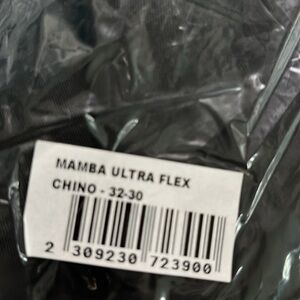 MAMBA ULTRA FLEX
CHINO - 32-30
2 309230 723900